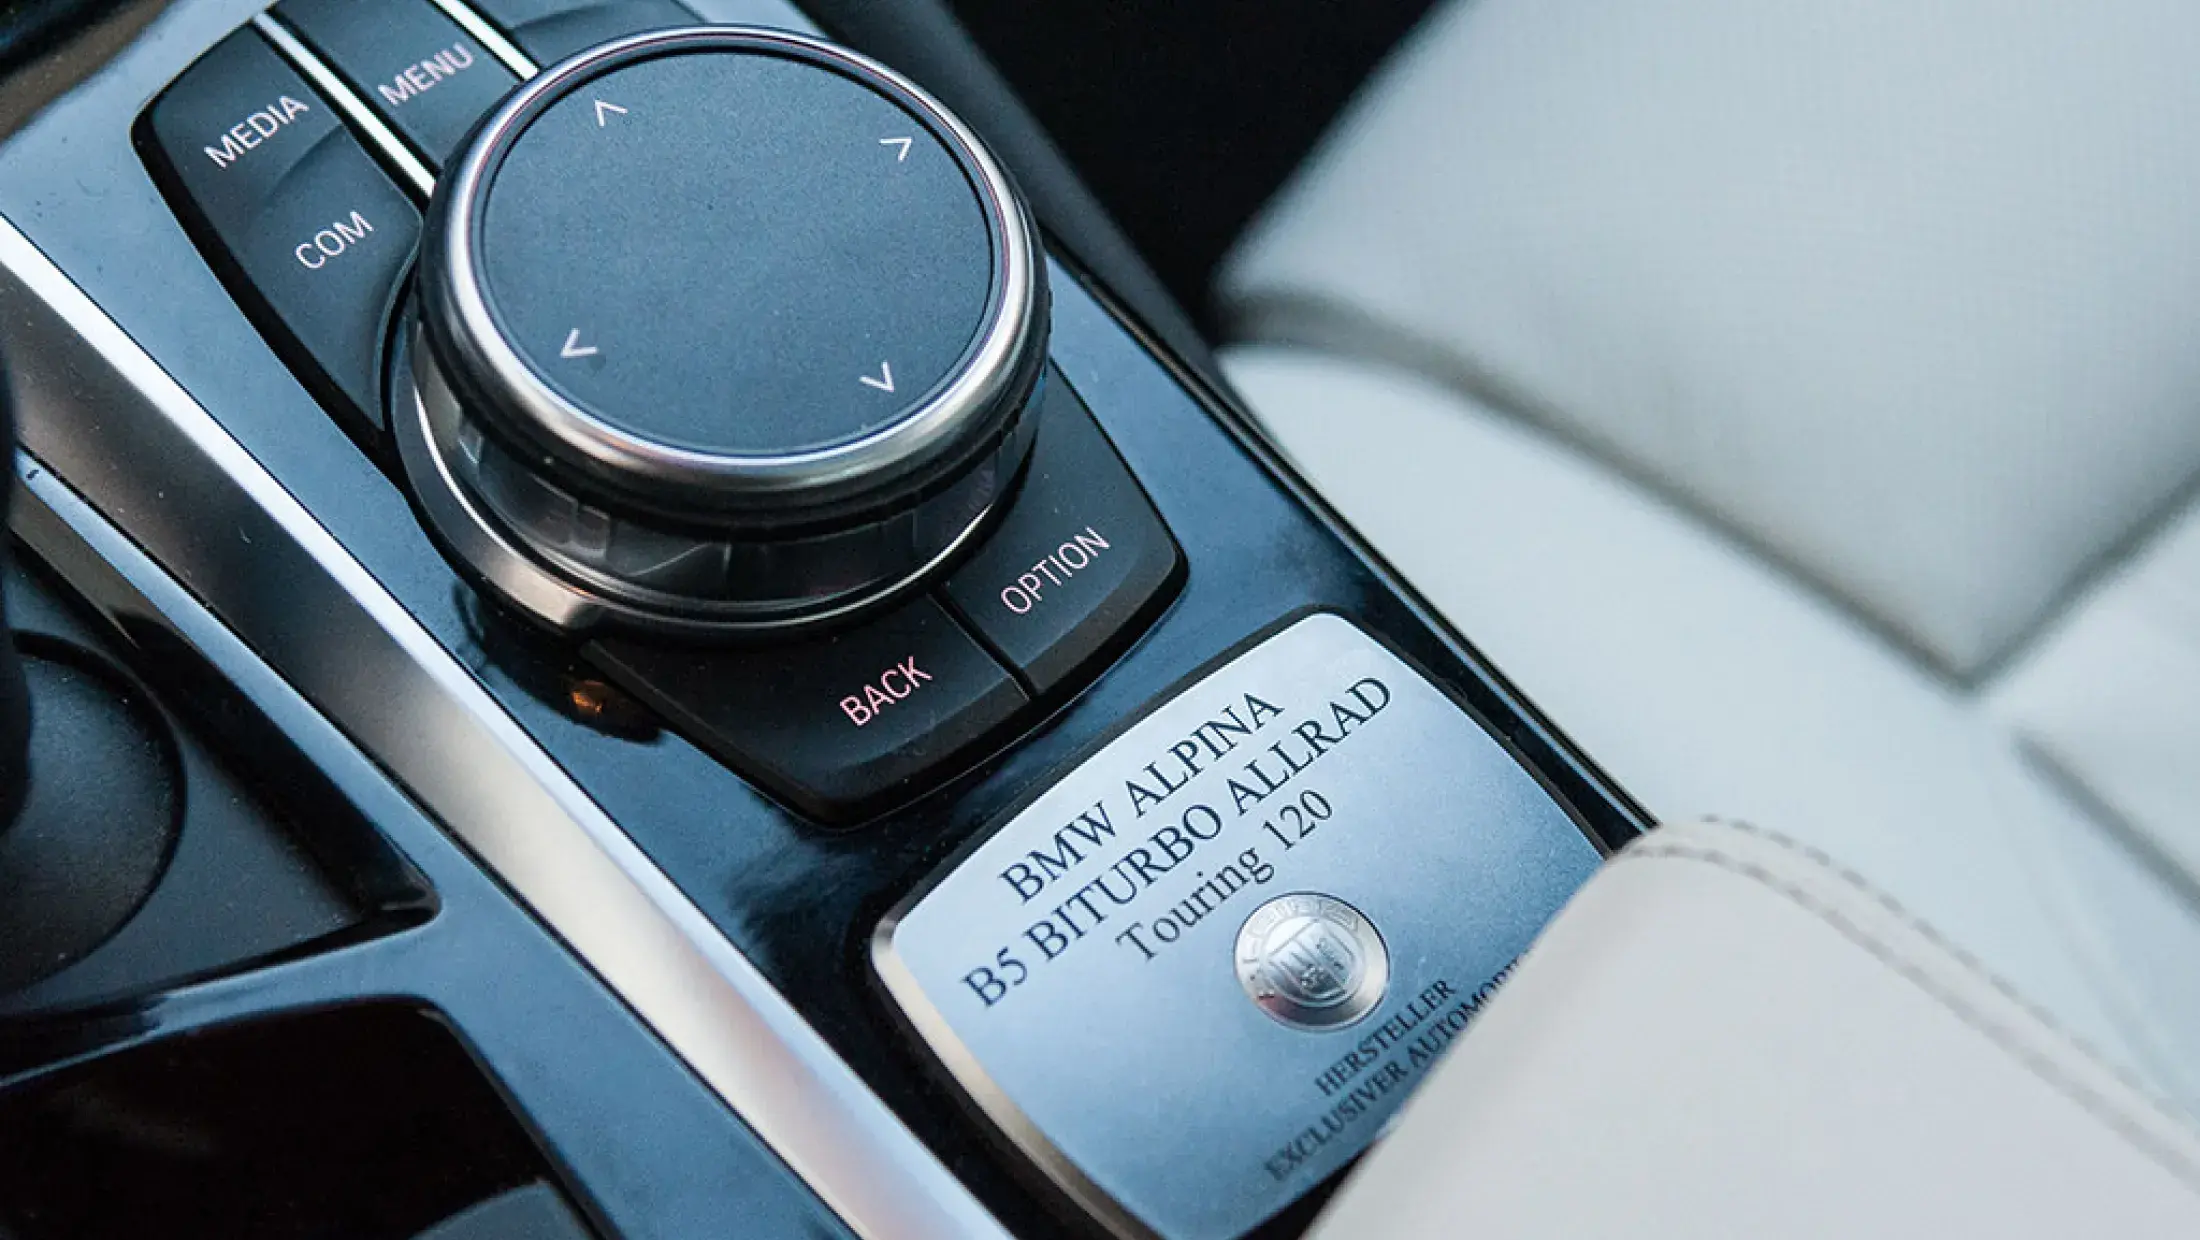 MEDIA
MENU
COM
OPTION
BACK
BMW ALPINA
B5 BITURBO ALLRAD
Touring 120
HERSTELLER
EXCLUSIVER